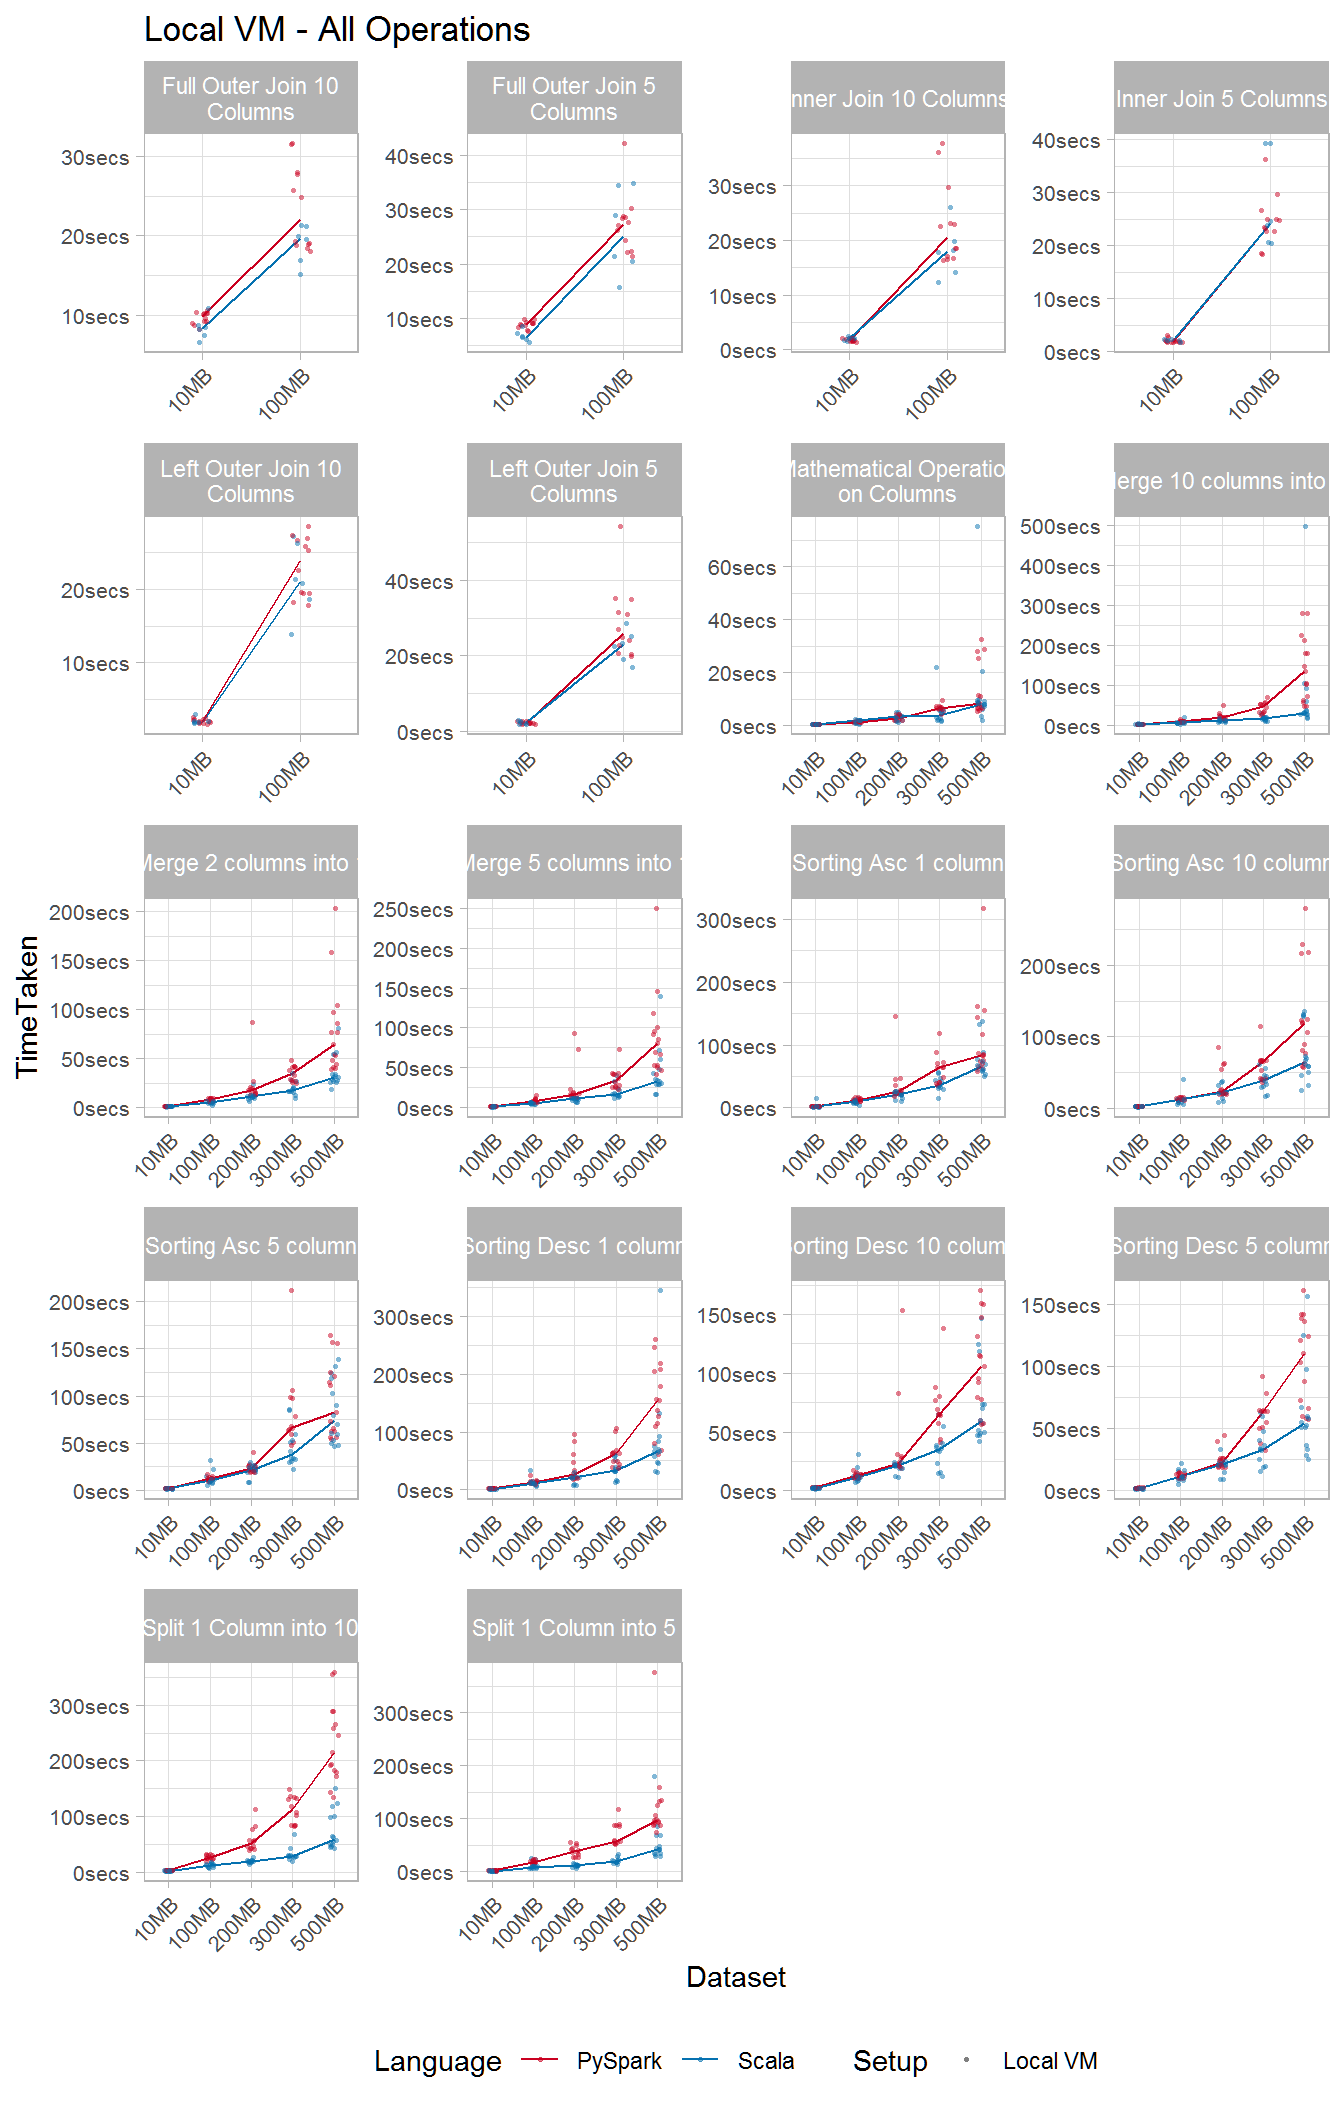 Local VM - All Operations
Full Outer Join 10
Columns
Full Outer Join 5
Columns
nner Join 10 Columns
Inner Join 5 Columns
30secs
20secs
10secs
10MB
100MB
40secs
30secs
20secs
10secs
10MB
100MB
30secs
20secs
10secs
0secs
10MB
100MB
40secs
30secs
20secs
10secs
0secs
10MB
100MB
Left Outer Join 10
Columns
Left Outer Join 5
Columns
Mathematical Operatio
on Columns
erge 10 columns into
20secs
10secs
10MB
100MB
40secs
20secs
0secs
10MB
100MB
60secs
40secs
20secs
0secs
10MB
100MB
200MB
300MB
500MB
500secs
400secs
300secs
200secs
100secs
0secs
10MB
100MB
200MB
300MB
500MB
Merge 2 columns into 1
Merge 5 columns into 1
Sorting Asc 1 column
Sorting Asc 10 column
200secs
150secs
100secs
50secs
0secs
10MB
100MB
200MB
300MB
500MB
250secs
200secs
150secs
100secs
50secs
0secs
10MB
100MB
200MB
300MB
500MB
300secs
200secs
100secs
0secs
10MB
100MB
200MB
300MB
500MB
200secs
100secs
0secs
10MB
100MB
200MB
300MB
500MB
TimeTaken
Sorting Asc 5 column
Sorting Desc 1 column
Sorting Desc 10 colum
Sorting Desc 5 column
200secs
150secs
100secs
50secs
0secs
10MB
100MB
200MB
300MB
500MB
300secs
200secs
100secs
0secs
10MB
100MB
200MB
300MB
500MB
150secs
100secs
50secs
0secs
10MB
100MB
200MB
300MB
500MB
150secs
100secs
50secs
0secs
10MB
100MB
200MB
300MB
500MB
Split 1 Column into 10
Split 1 Column into 5
300secs
200secs
100secs
0secs
10MB
100MB
200MB
300MB
500MB
300secs
200secs
100secs
0secs
10MB
100MB
200MB
300MB
500MB
Dataset
Language PySpark Scala Setup Local VM